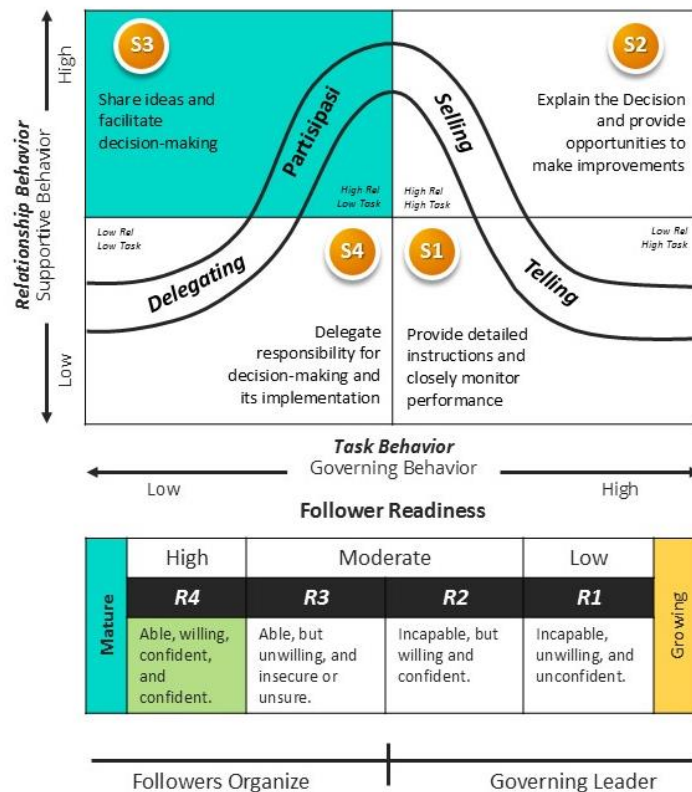 High
Low
Relationship Behavior
Supportive Behavior
S3
Share ideas and
facilitate
decision-making
Partisipasi
High Rel
Low Task
S2
Explain the Decision
and provide
opportunities to
make improvements
Selling
High Rel
High Task
Low Rel
High Task
Low Rel
Low Task
S4
Delegating
Delegate
responsibility for
decision-making and
its implementation
S1
Telling
Provide detailed
instructions and
closely monitor
performance
Task Behavior
Governing Behavior
Low
High
Follower Readiness
Mature
High
Moderate
Low
Growing
R4
R3
R2
R1
Able, willing,
confident,
and
confident.
Able, but
unwilling, and
insecure or
unsure.
Incapable, but
willing and
confident.
Incapable,
unwilling, and
unconfident.
Followers Organize
Governing Leader